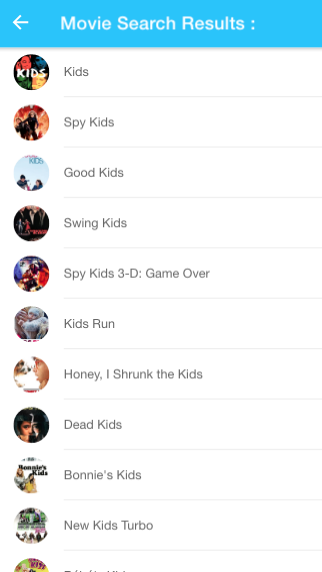 Movie Search Results :
KIDS
Kids
Spy Kids
KIDS
Good Kids
Swing Kids
Spy Kids 3-D: Game Over
Kids Run
Honey, I Shrunk the Kids
Dead Kids
Bonnie's
Kids
Bonnie's Kids
New Kids Turbo